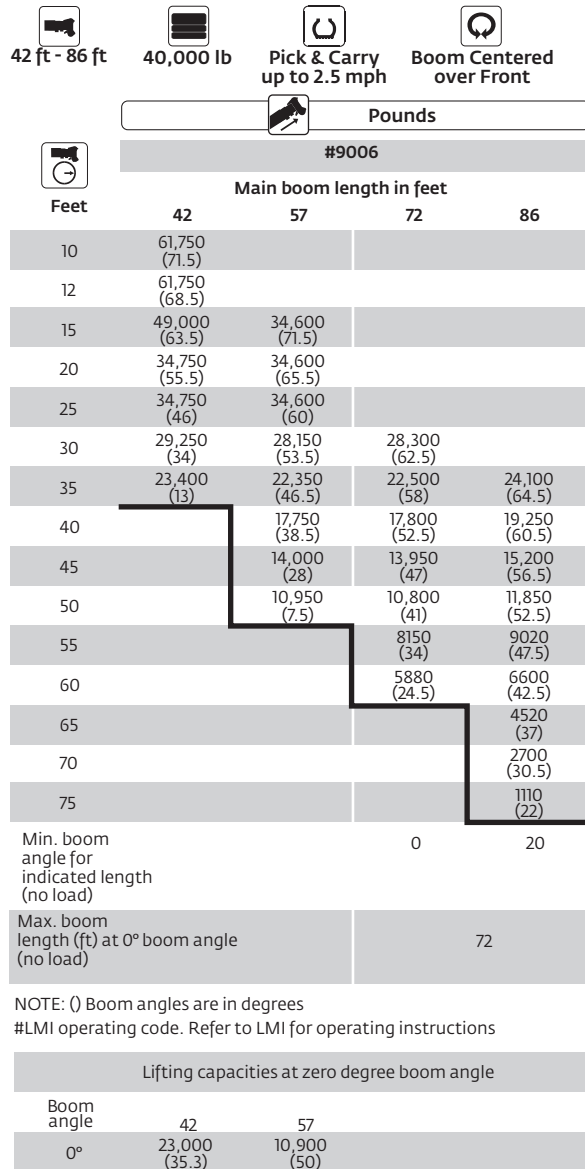 42 ft - 86 ft 40,000 lb Pick & Carry Boom Centered
up to 2.5 mph over Front
Pounds
#9006
Main boom length in feet
Feet 42 57 72 86
10 61,750
(71.5)
12 61,750
(68.5)
15 49,000 34,600
(63.5) (71.5)
20 34,750 34,600
(55.5) (65.5)
25 34,750 34,600
(46) (60)
30 29,250 28,150 28,300
(34) (53.5) (62.5)
35 23,400 22,350 22,500 24,100
(13) (46.5) (58) (64.5)
40 17,750 17,800 19,250
(38.5) (52.5) (60.5)
45 14,000 13,950 15,200
(28) (47) (56.5)
50 10,950 10,800 11,850
(7.5) (41) (52.5)
55 8150 9020
(34) (47.5)
60 5880 6600
(24.5) (42.5)
65 4520
(37)
70 2700
(30.5)
75 1110
(22)
Min. boom 0 20
angle for
indicated length
(no load)
Max. boom
length (ft) at 0° boom angle 72
(no load)
NOTE: () Boom angles are in degrees
#LMI operating code. Refer to LMI for operating instructions
Lifting capacities at zero degree boom angle
Boom
angle 42 57
0° 23,000 10,900
(35.3) (50)